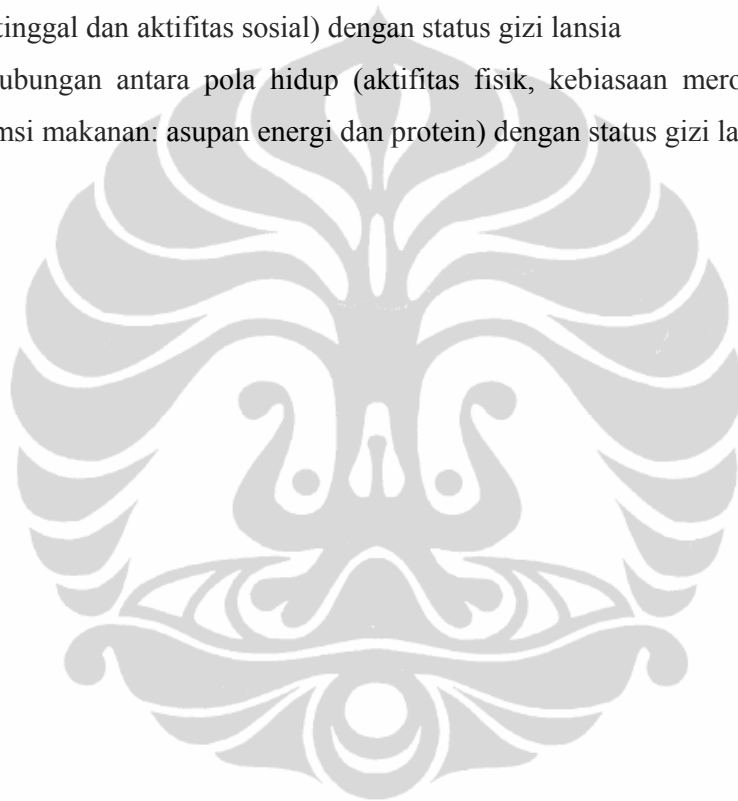 tinggal dan aktifitas sosial) dengan status gizi lansia
ubungan antara pola hidup (aktifitas fisik, kebiasaan mero
msi makanan: asupan energi dan protein) dengan status gizi la